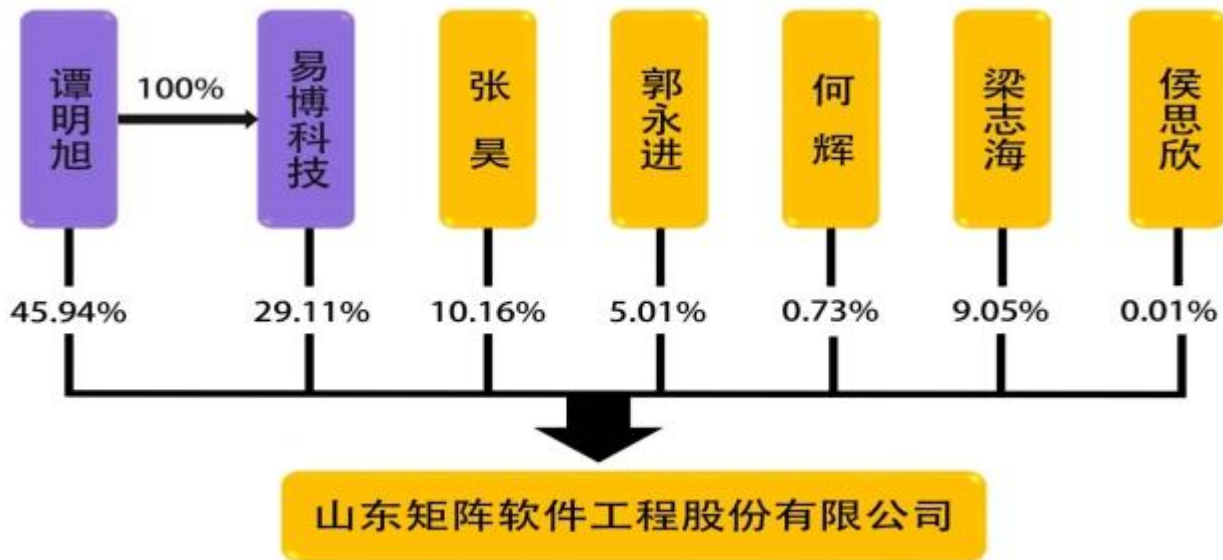 谭明旭
100%
易博科技
张昊
郭永进
何辉
梁志海
侯思欣
45.94%
29.11%
10.16%
5.01%
0.73%
9.05%
0.01%
山东矩阵软件工程股份有限公司